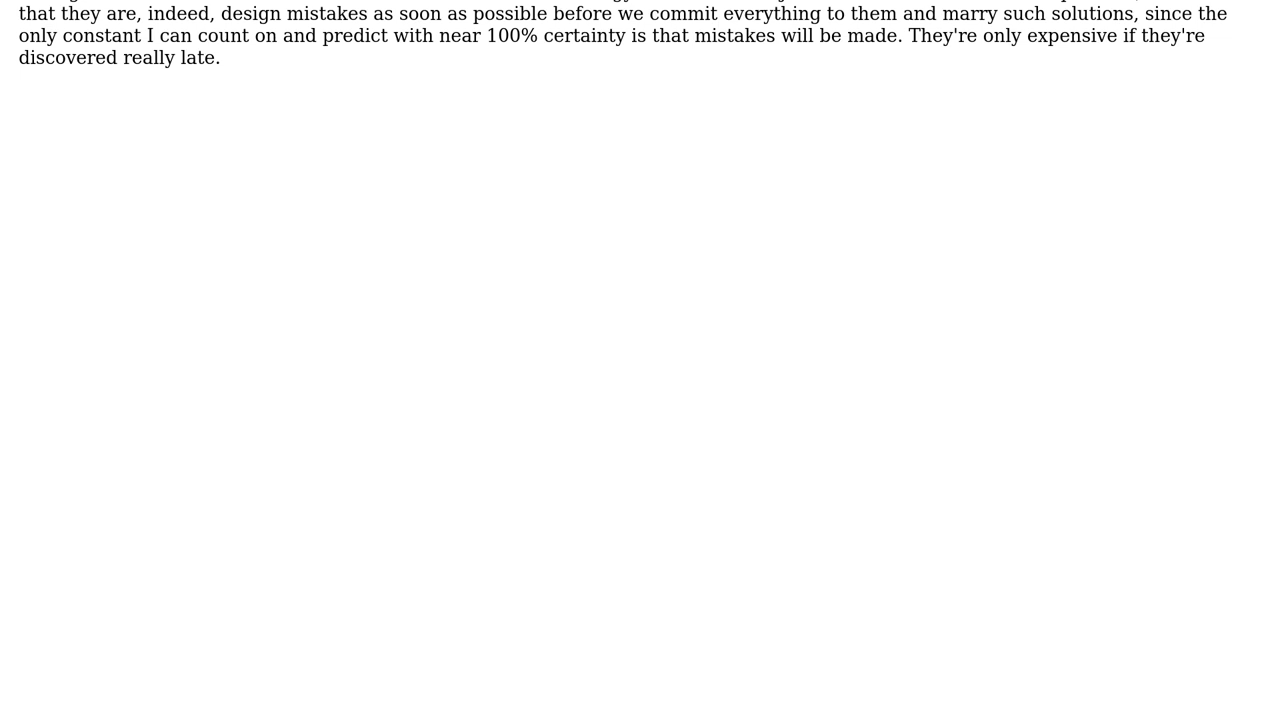 that they are, indeed, design mistakes as soon as possible before we commit everything to them and marry such solutions, since the
only constant I can count on and predict with near 100% certainty is that mistakes will be made. They're only expensive if they're
discovered really late.